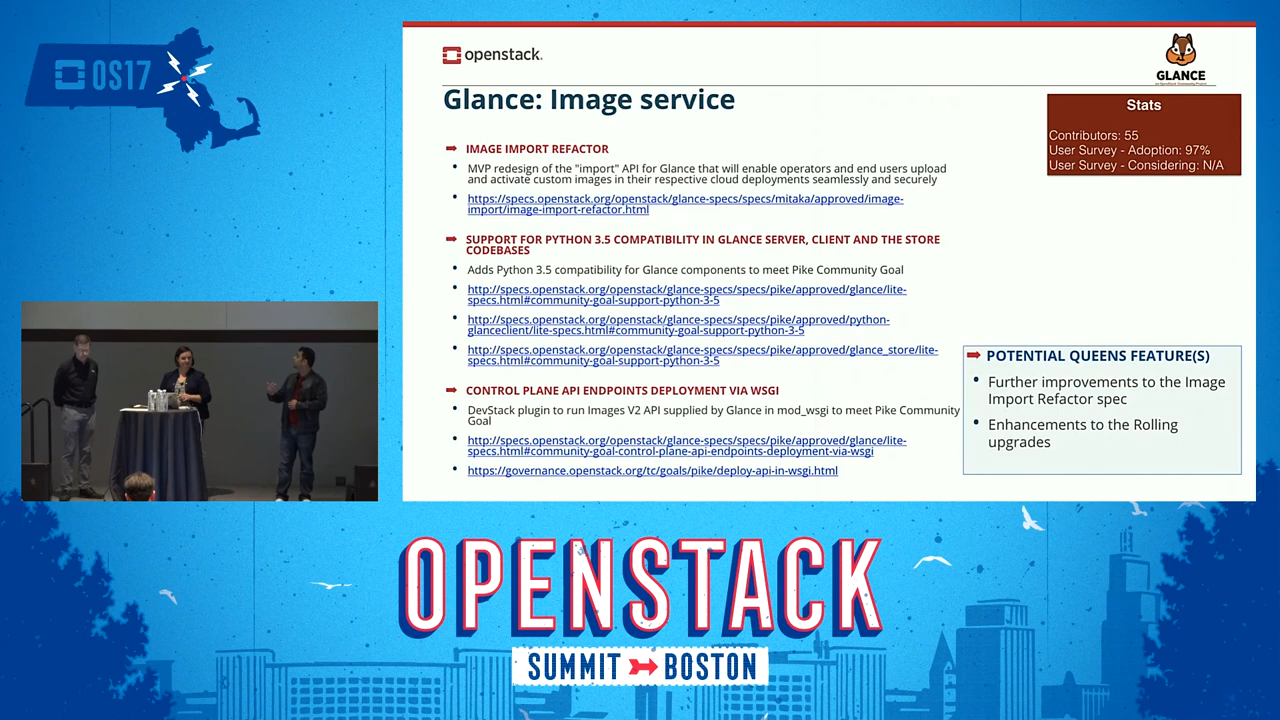 OS17
openstack.
GLANCE
an OpenStack Community Project
Glance: Image service
Stats
Contributors: 55
User Survey - Adoption: 97%
User Survey - Considering: N/A
IMAGE IMPORT REFACTOR
MVP redesign of the "import" API for Glance that will enable operators and end users upload
and activate custom images in their respective cloud deployments seamlessly and securely
https://specs.openstack.org/openstack/glance-specs/specs/mitaka/approved/image-
import/image-import-refactor.html
SUPPORT FOR PYTHON 3.5 COMPATIBILITY IN GLANCE SERVER, CLIENT AND THE STORE
CODEBASES
Adds Python 3.5 compatibility for Glance components to meet Pike Community Goal
http://specs.openstack.org/openstack/glance-specs/specs/pike/approved/glance/lite-
specs.html#community-goal-support-python-3-5
http://specs.openstack.org/openstack/glance-specs/specs/pike/approved/python-
glanceclient/lite-specs.html#community-goal-support-python-3-5
http://specs.openstack.org/openstack/glance-specs/specs/pike/approved/glance_store/lite-
specs.html#community-goal-support-python-3-5
CONTROL PLANE API ENDPOINTS DEPLOYMENT VIA WSGI
DevStack plugin to run Images V2 API supplied by Glance in mod_wsgi to meet Pike Community
Goal
http://specs.openstack.org/openstack/glance-specs/specs/pike/approved/glance/lite-
specs.html#community-goal-control-plane-api-endpoints-deployment-via-wsgi
https://governance.openstack.org/tc/goals/pike/deploy-api-in-wsgi.html
POTENTIAL QUEENS FEATURE(S)
Further improvements to the Image
Import Refactor spec
Enhancements to the Rolling
upgrades
OPENSTACK
SUMMIT BOSTON